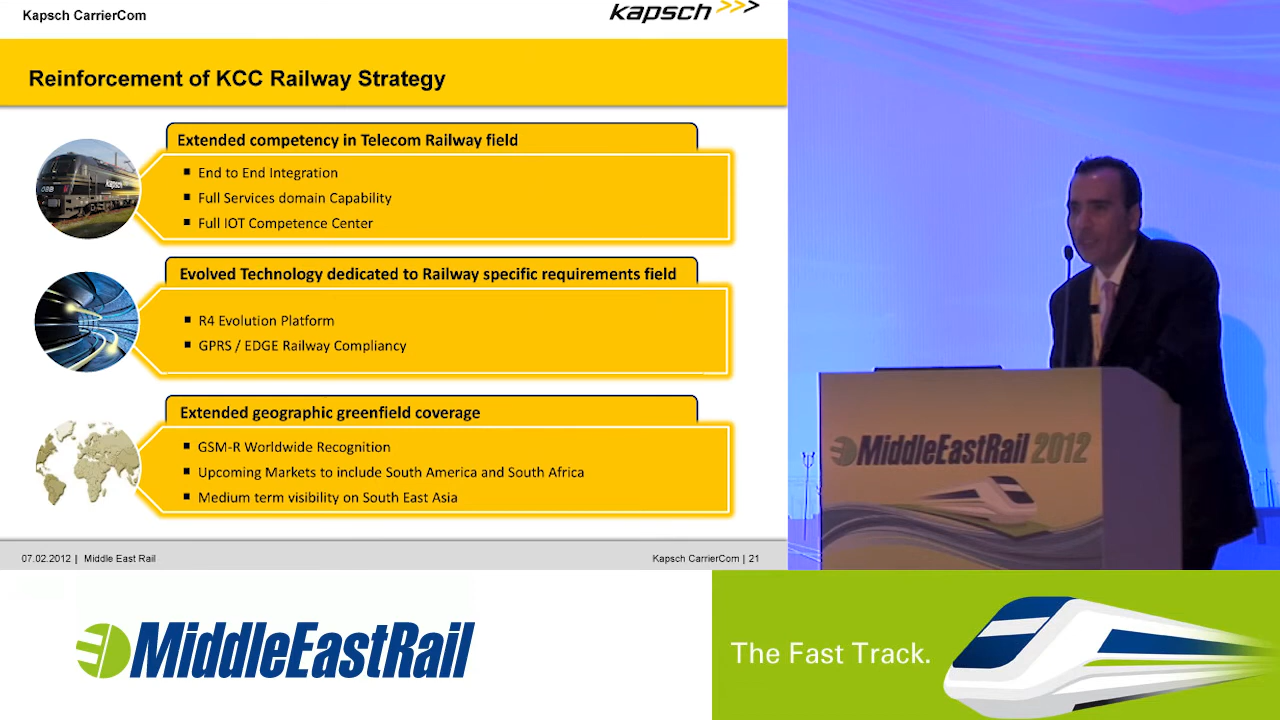 Kapsch CarrierCom
kapsch >>>
Reinforcement of KCC Railway Strategy
Extended competency in Telecom Railway field
▪ End to End Integration
▪ Full Services domain Capability
▪ Full IOT Competence Center
kapsch
Evolved Technology dedicated to Railway specific requirements field
▪ R4 Evolution Platform
▪ GPRS / EDGE Railway Compliancy
Extended geographic greenfield coverage
▪ GSM-R Worldwide Recognition
▪ Upcoming Markets to include South America and South Africa
▪ Medium term visibility on South East Asia
07.02.2012 | Middle East Rail
Kapsch CarrierCom | 21
MiddleEastRail 2012
MiddleEastRail
The Fast Track.